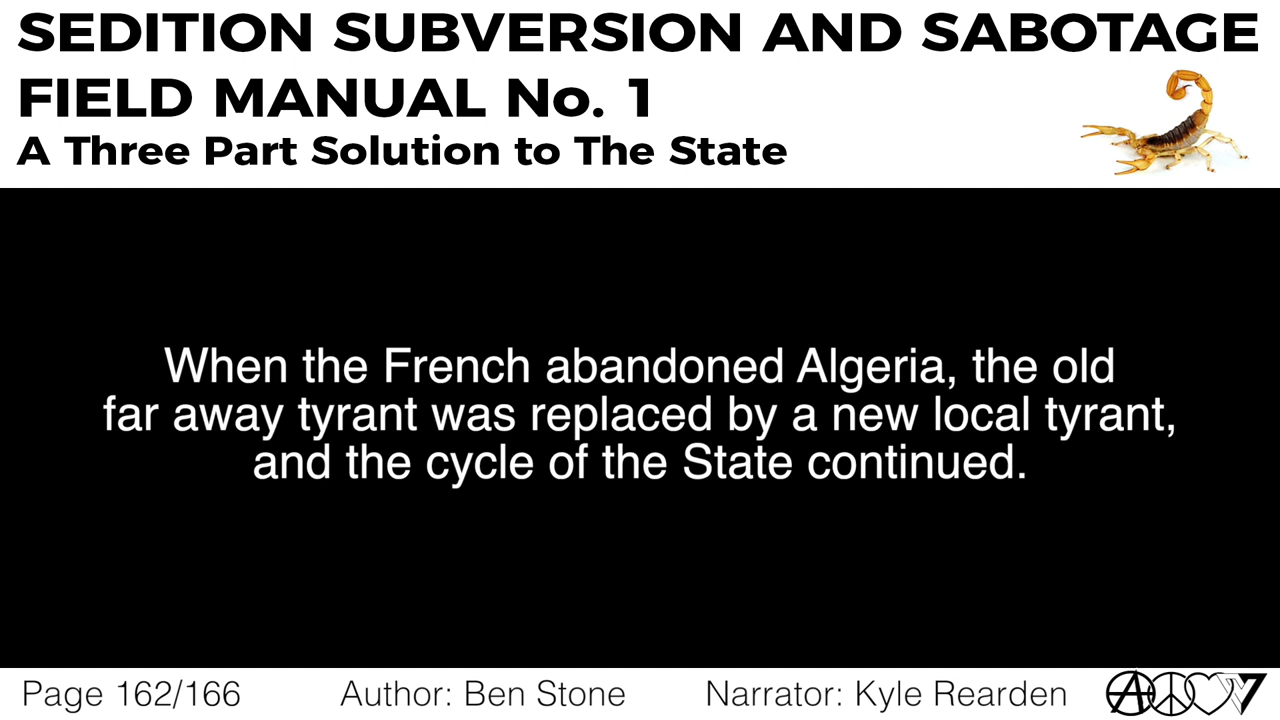 SEDITION SUBVERSION AND SABOTAGE
FIELD MANUAL No. 1
A Three Part Solution to The State
When the French abandoned Algeria, the old
far away tyrant was replaced by a new local tyrant,
and the cycle of the State continued.
Page 162/166 Author: Ben Stone Narrator: Kyle Rearden